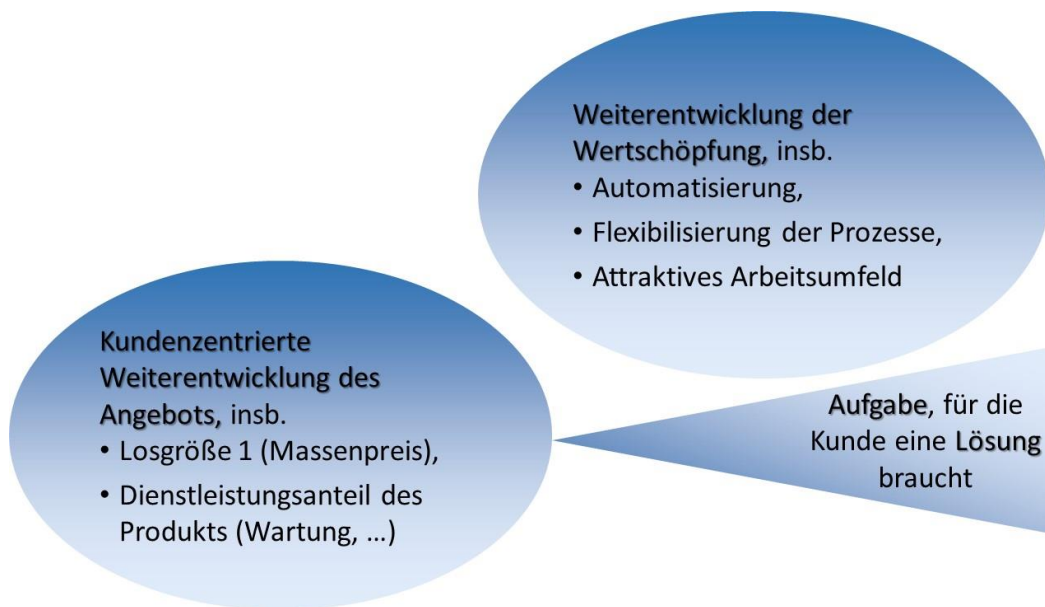 Weiterentwicklung der
Wertschöpfung, insb.
• Automatisierung,
• Flexibilisierung der Prozesse,
• Attraktives Arbeitsumfeld
Kundenzentrierte
Weiterentwicklung des
Angebots, insb.
• Losgröße 1 (Massenpreis),
• Dienstleistungsanteil des
Produkts (Wartung, ...)
Aufgabe, für die
Kunde eine Lösung
braucht